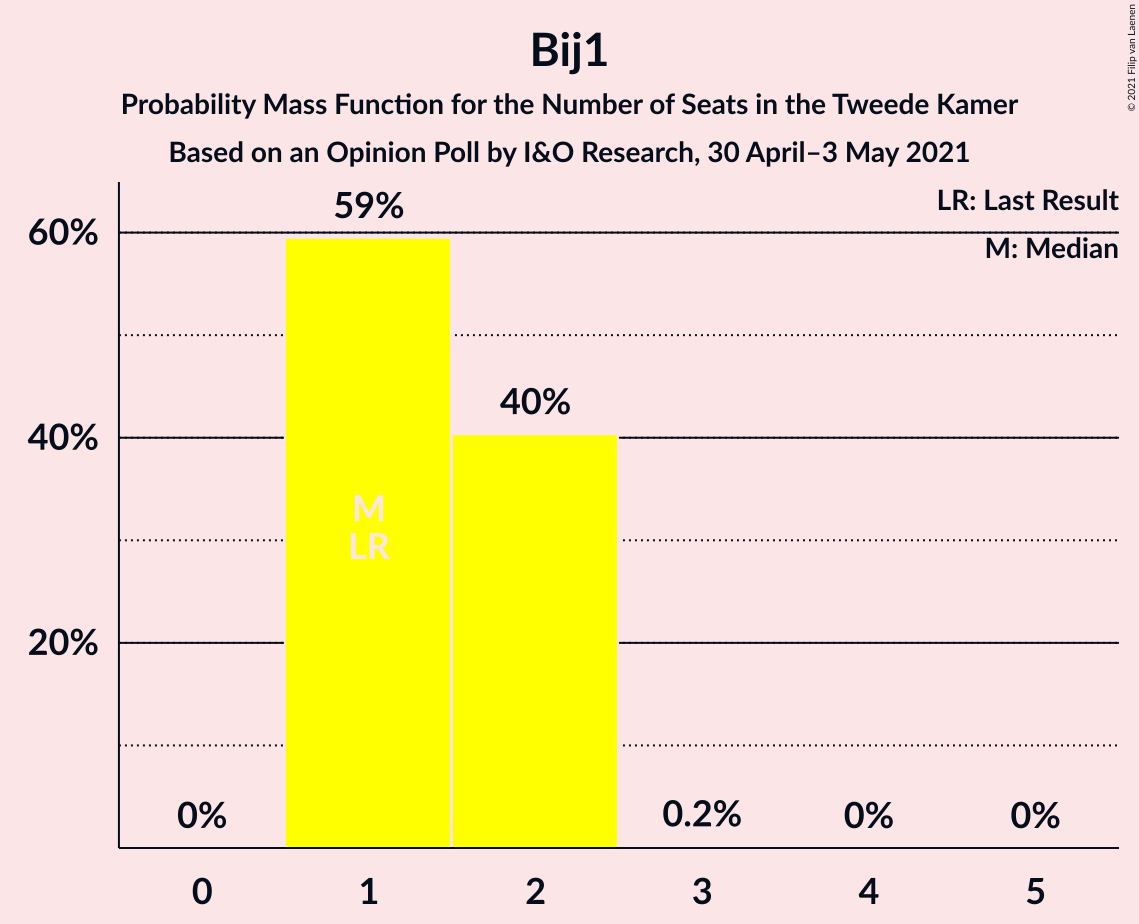 Bij1
Probability Mass Function for the Number of Seats in the Tweede Kamer
Based on an Opinion Poll by I&O Research, 30 April–3 May 2021
© 2021 Filip van Laenen
LR: Last Result
M: Median
60%
40%
20%
59%
40%
M
LR
0%
0.2%
0%
0%
0 1 2 3 4 5